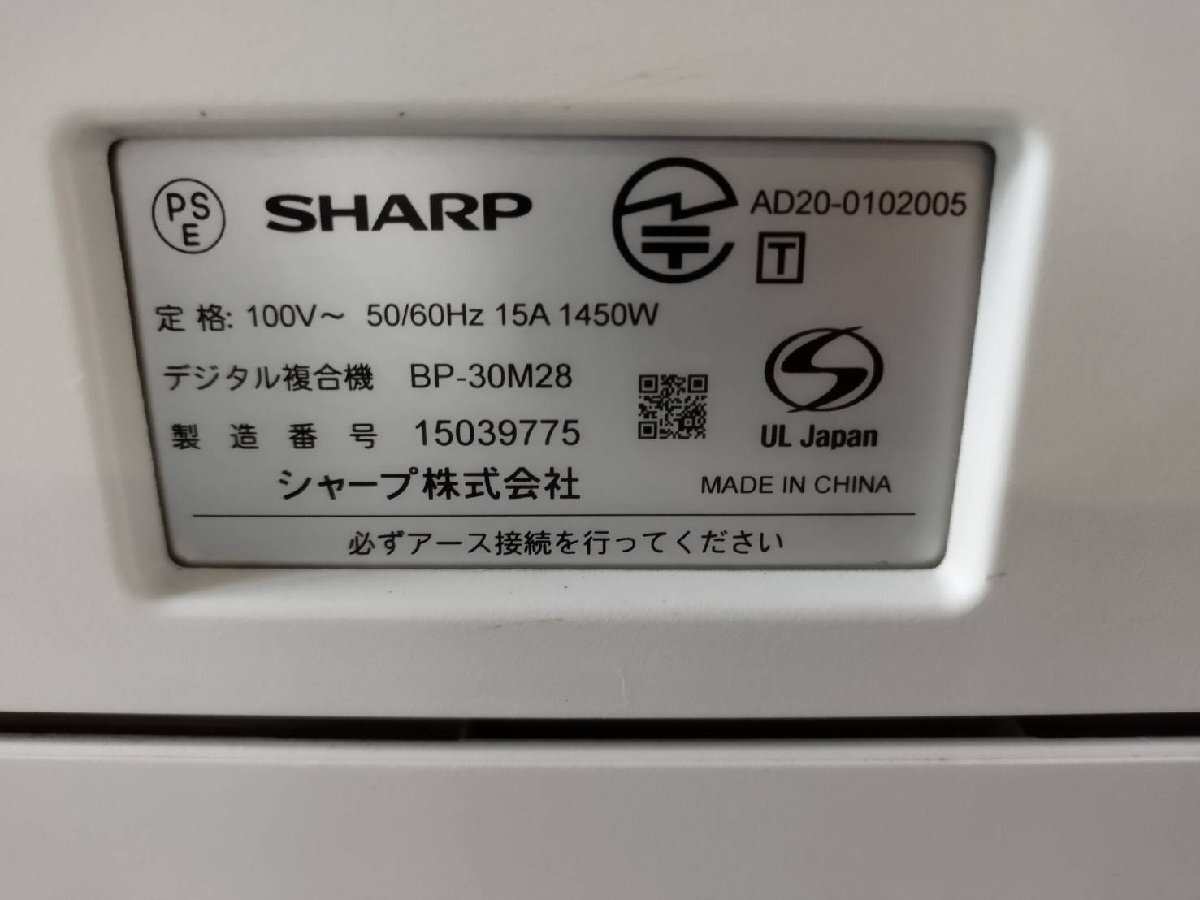 PS
E
SHARP
AD20-0102005
T
定 格: 100V～ 50/60Hz 15A 1450W
デジタル複合機 BP-30M28
製 造 番 号 15039775
S
UL Japan
シャープ株式会社
MADE IN CHINA
必ずアース接続を行ってください